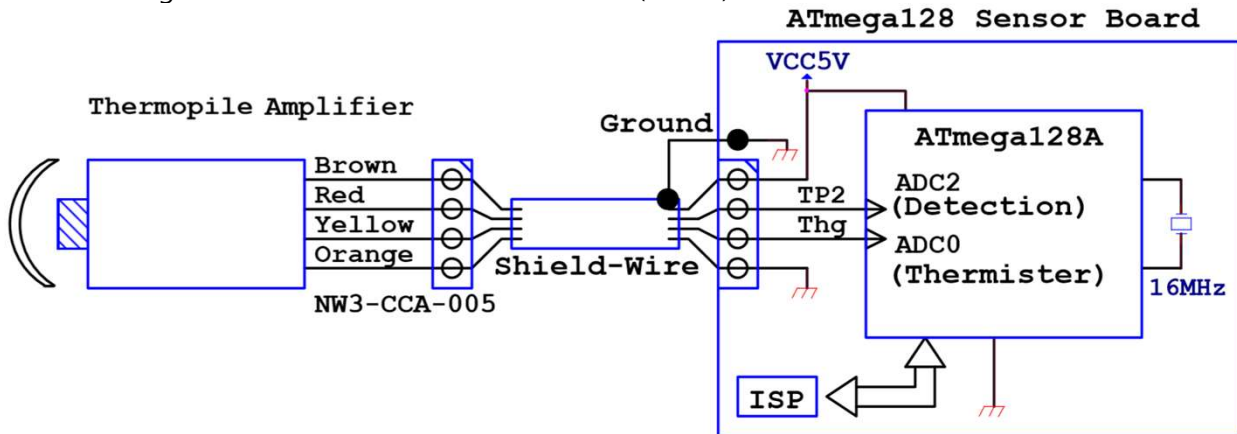 ATmega128 Sensor Board
VCC5V
Thermopile Amplifier
Ground
ATmega128A
Brown
Red
Yellow
Orange
TP2
Thg
ADC2
(Detection)
ADC0
(Thermister)
Shield-Wire
NW3-CCA-005
16MHz
ISP